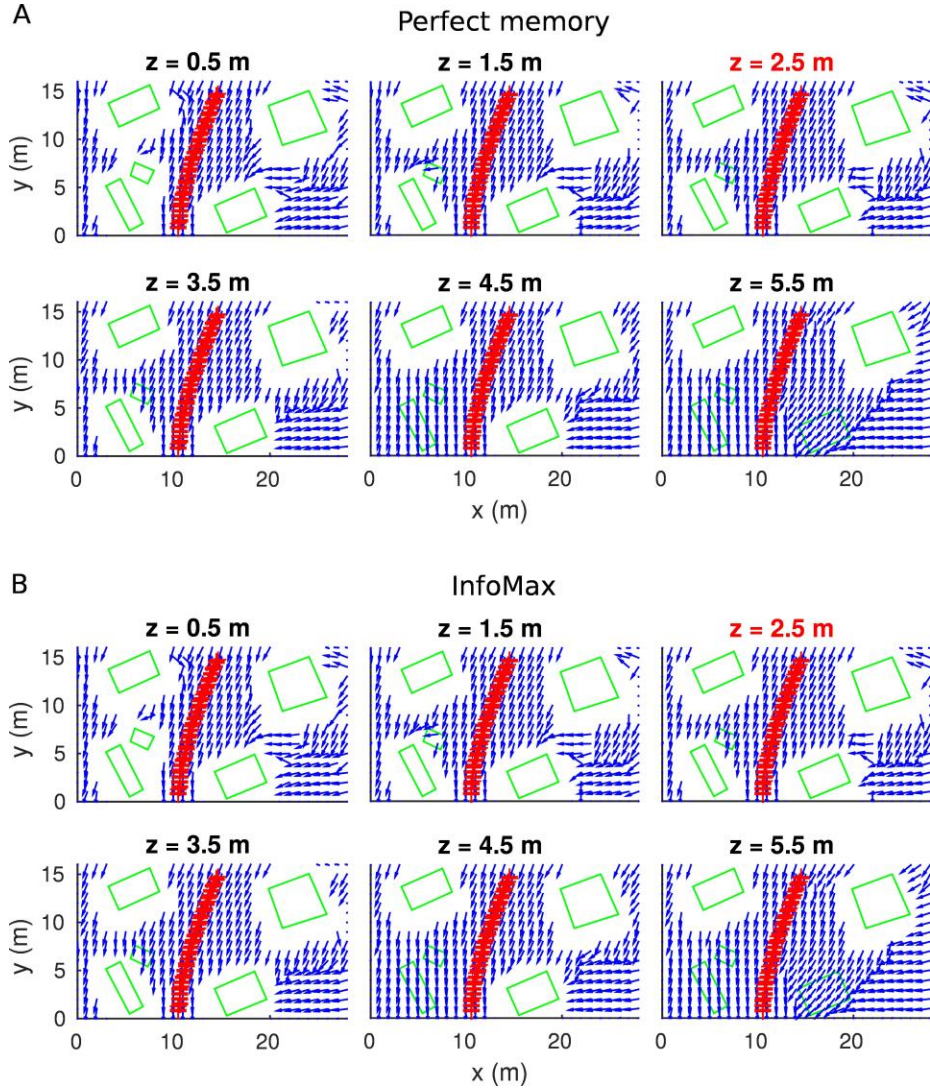 A
Perfect memory
z = 0.5 m z = 1.5 m z = 2.5 m
15
10
5
0
y (m)
z = 3.5 m z = 4.5 m z = 5.5 m
15
10
5
0
y (m)
0 10 20 0 10 20 0 10 20
x (m)
B
InfoMax
z = 0.5 m z = 1.5 m z = 2.5 m
15
10
5
0
y (m)
z = 3.5 m z = 4.5 m z = 5.5 m
15
10
5
0
y (m)
0 10 20 0 10 20 0 10 20
x (m)